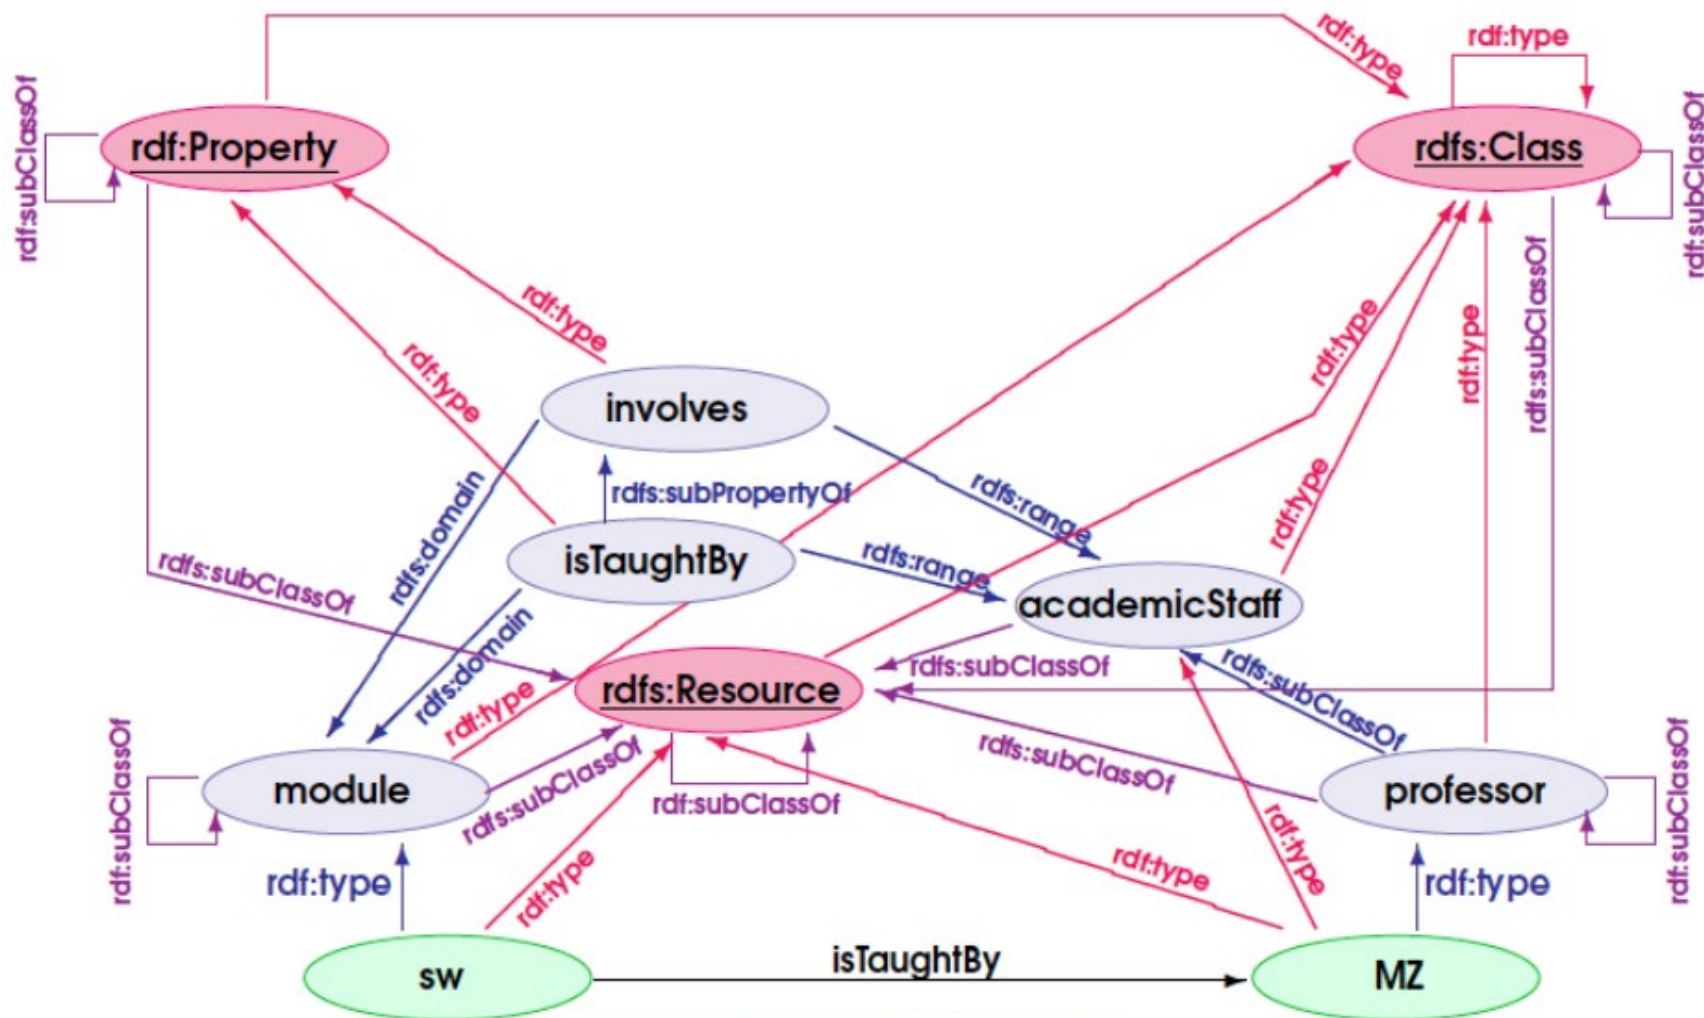 rdf:type
rdf:type
rdf:subClassOf
rdf:Property
rdfs:Class
rdf:subClassOf
rdf:type
rdf:type
rdf:type
rdf:type
rdfs:subClassOf
involves
rdfs:domain
rdfs:subPropertyOf
rdfs:range
rdf:type
isTaughtBy
rdfs:range
rdfs:subClassOf
academicStaff
rdfs:domain
rdf:type
rdfs:Resource
rdfs:subClassOf
rdfs:subClassOf
rdf:subClassOf
module
rdfs:subClassOf
rdf:subClassOf
rdfs:subClassOf
professor
rdf:subClassOf
rdf:type
rdf:type
rdf:type
rdf:type
rdf:type
sw
isTaughtBy
MZ